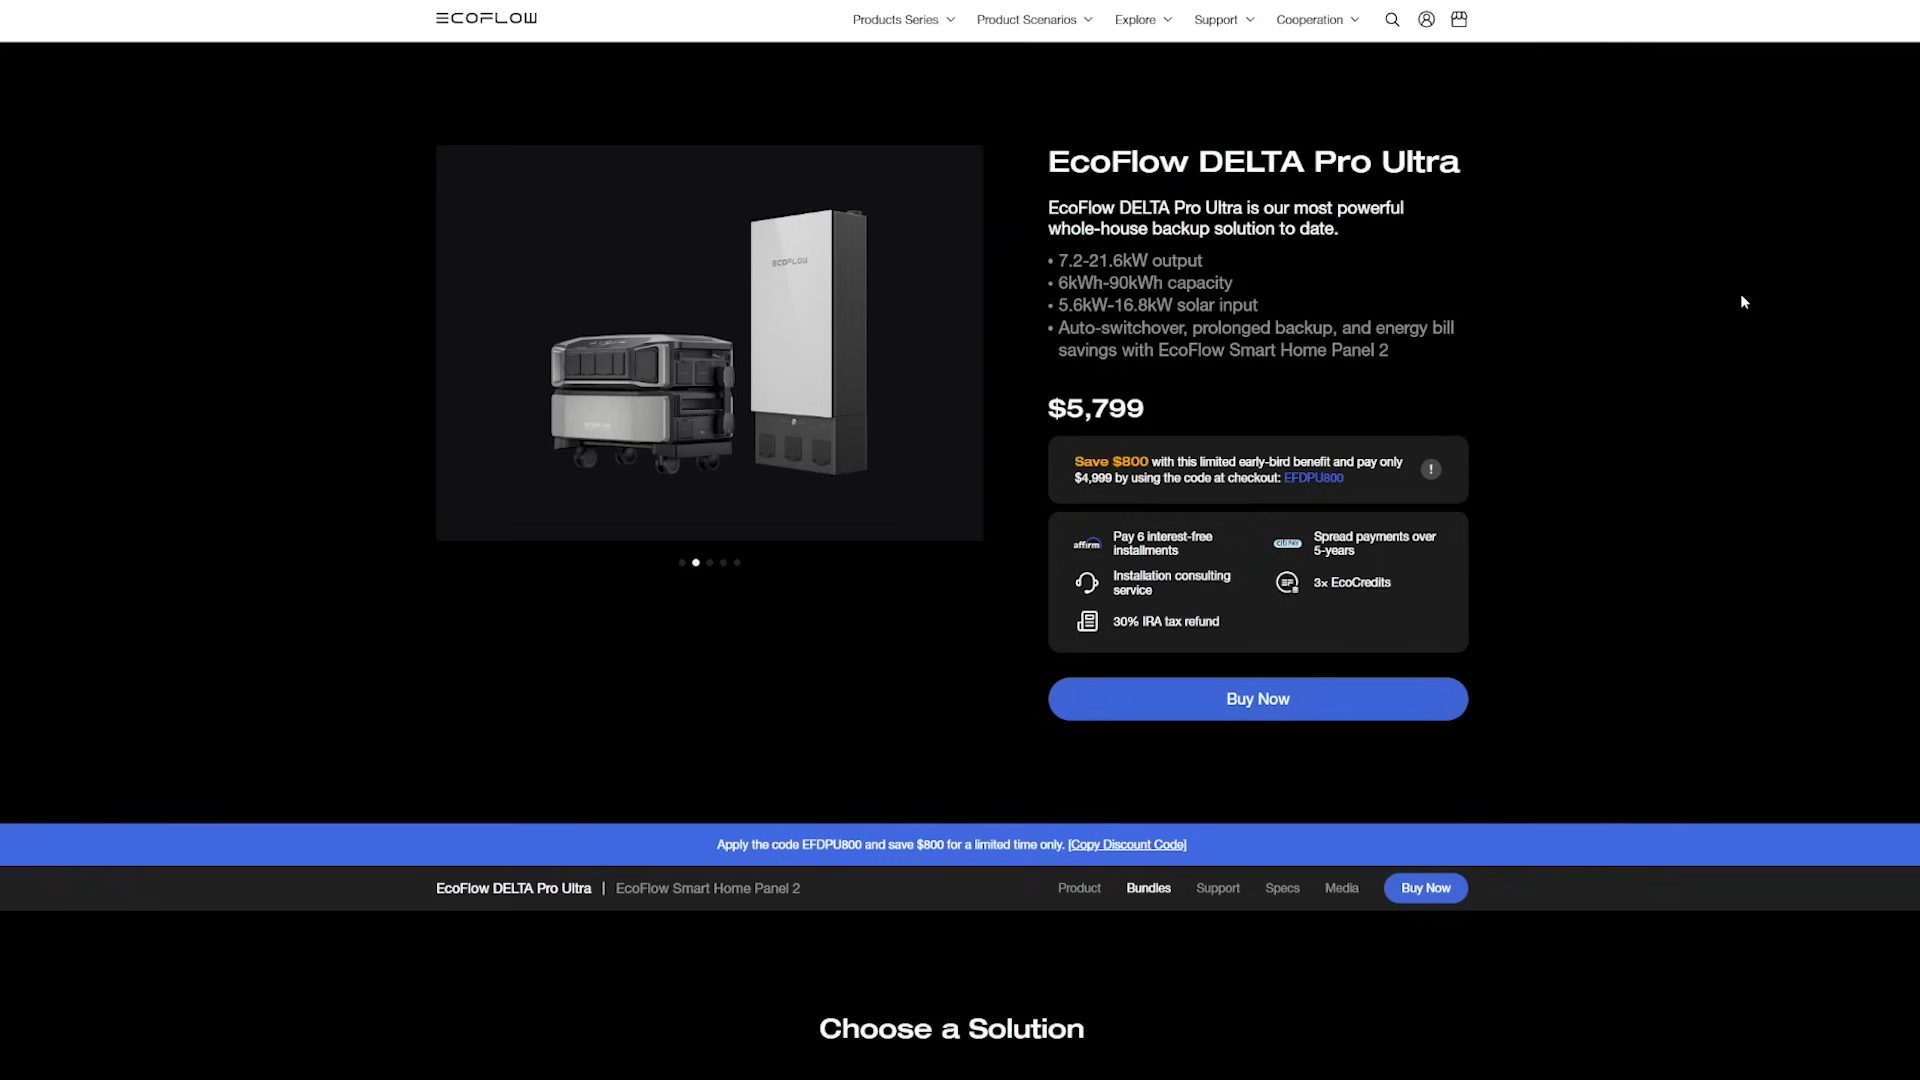 ECOFLOW
Products Series
Product Scenarios
Explore
Support
Cooperation
ECOFLOW
EcoFlow DELTA Pro Ultra
EcoFlow DELTA Pro Ultra is our most powerful
whole-house backup solution to date.
• 7.2-21.6kW output
• 6kWh-90kWh capacity
• 5.6kW-16.8kW solar input
• Auto-switchover, prolonged backup, and energy bill
savings with EcoFlow Smart Home Panel 2
$5,799
Save $800 with this limited early-bird benefit and pay only
$4,999 by using the code at checkout: EFDPU800
!
affirm
Pay 6 interest-free
installments
citi PAY
Spread payments over
5-years
Installation consulting
service
3x EcoCredits
30% IRA tax refund
Buy Now
Apply the code EFDPU800 and save $800 for a limited time only. [Copy Discount Code]
EcoFlow DELTA Pro Ultra | EcoFlow Smart Home Panel 2
Product
Bundles
Support
Specs
Media
Buy Now
Choose a Solution